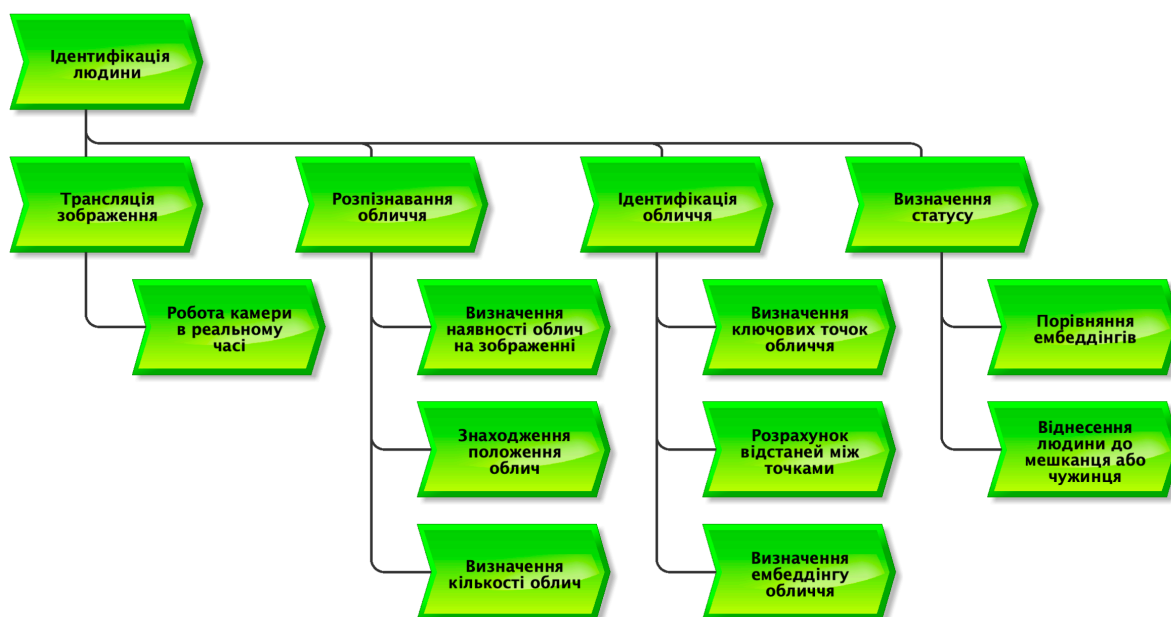 Ідентифікація
людини
Трансляція
зображення
Розпізнавання
обличчя
Ідентифікація
обличчя
Визначення
статусу
Робота камери
в реальному
часі
Визначення
наявності облич
на зображенні
Визначення
ключових точок
обличчя
Порівняння
ембеддінгів
Знаходження
положення
облич
Розрахунок
відстаней між
точками
Віднесення
людини до
мешканця або
чужинця
Визначення
кількості облич
Визначення
ембеддінгу
обличчя